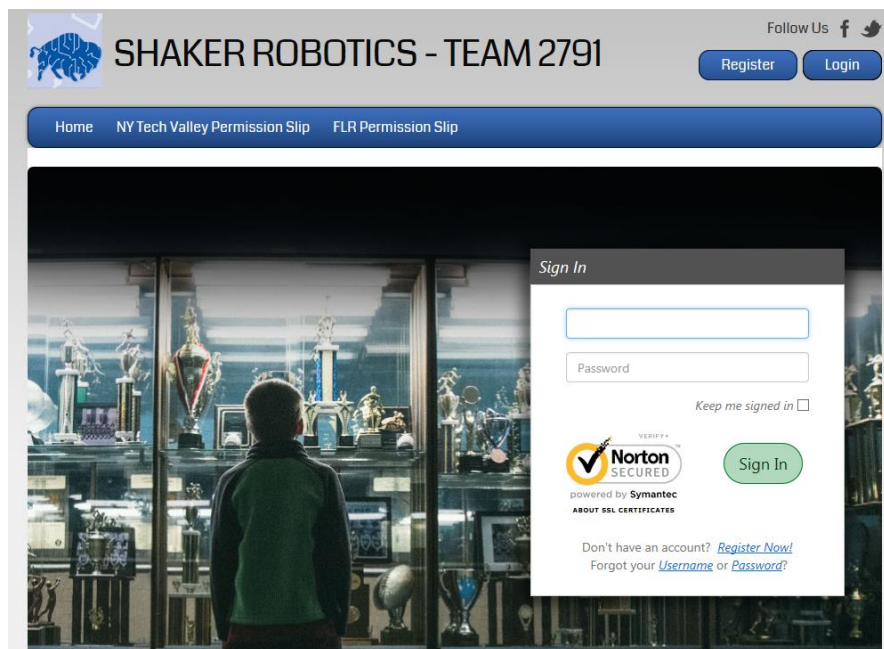 Follow Us
SHAKER ROBOTICS - TEAM 2791
Register Login
Home NY Tech Valley Permission Slip FLR Permission Slip
Sign In
Password
Keep me signed in
VERIFY
Norton
SECURED
TM
powered by Symantec
ABOUT SSL CERTIFICATES
Sign In
Don't have an account? Register Now!
Forgot your Username or Password?